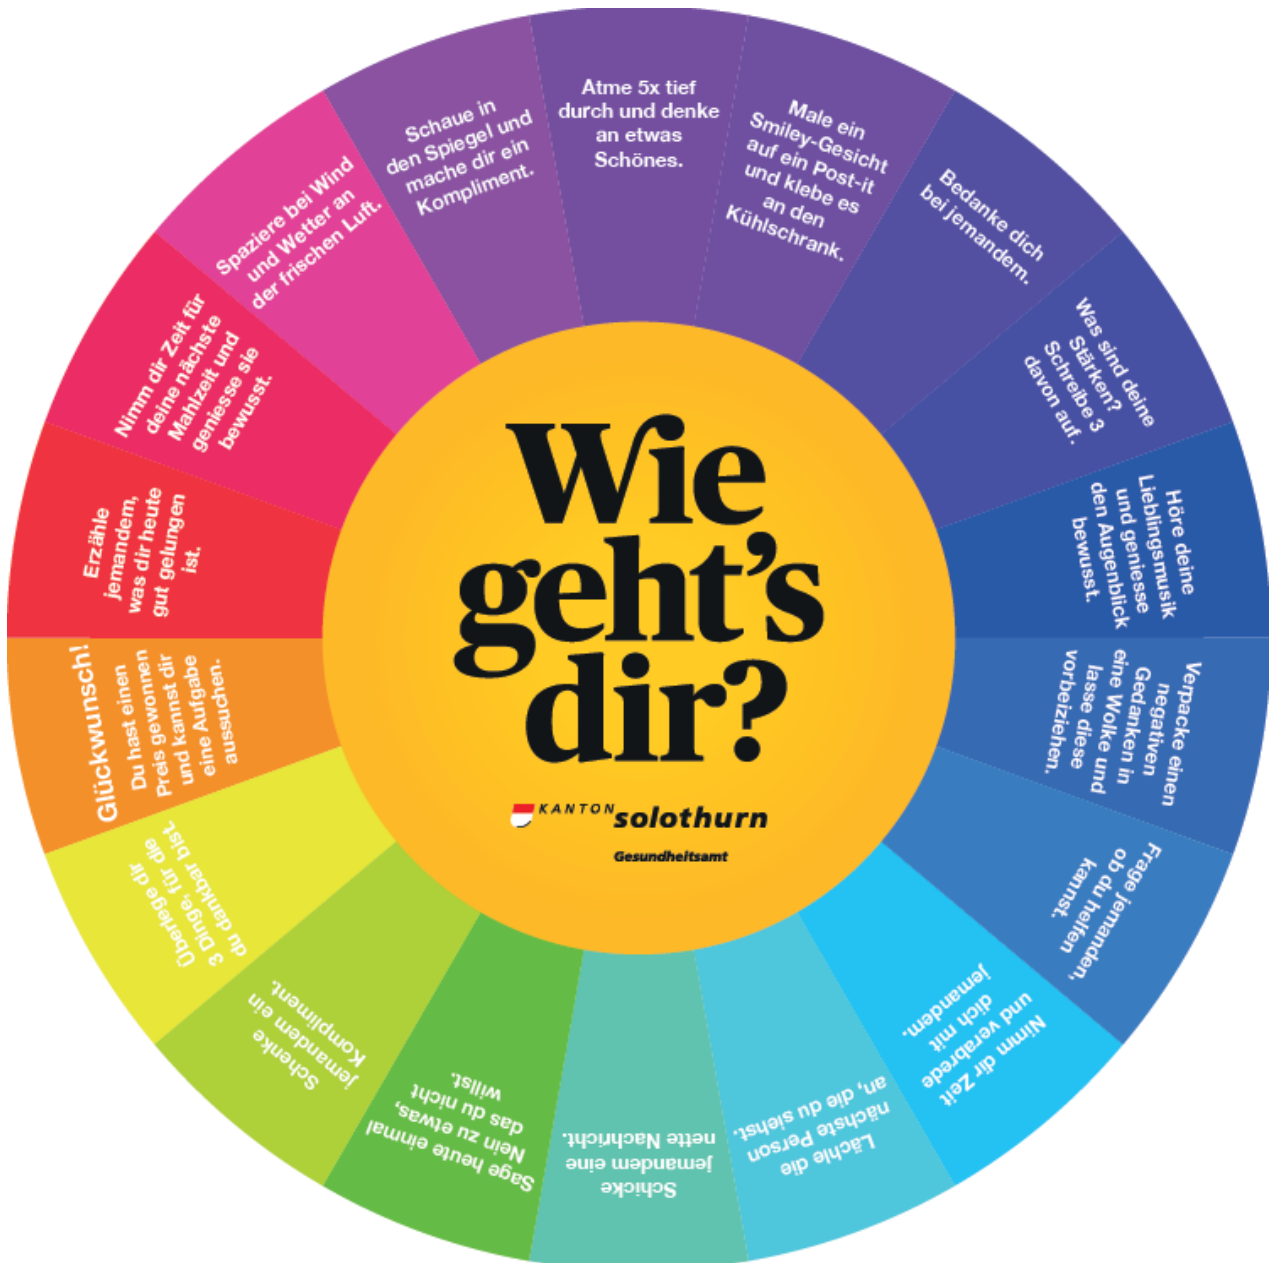 Atme 5x tief
durch und denke
an etwas
Schönes.
Male ein
Smiley-Gesicht
auf ein Post-it
und klebe es
an den
Kühlschrank.
Bedanke dich
bei jemandem.
Was sind deine
Stärken?
Schreibe 3
davon auf.
Höre deine
Lieblingsmusik
und geniesse
den Augenblick
bewusst.
Verpacke einen
negativen
Gedanken in
eine Wolke und
lasse diese
vorbeiziehen.
Frage jemanden,
ob du helfen
kannst.
Nimm dir Zeit
und verabrede
dich mit
jemandem.
Lächle die
nächste Person
an, die du siehst.
Schicke
jemandem eine
nette Nachricht.
Sage heute einmal
Nein zu etwas,
das du nicht
willst.
Schenke
jemandem ein
Kompliment.
Überlege dir
3 Dinge, für die
du dankbar bist.
Glückwunsch!
Du hast einen
Preis gewonnen
und kannst dir
eine Aufgabe
aussuchen.
Erzähle
jemandem,
was dir heute
gut gelungen
ist.
Nimm dir Zeit für
deine nächste
Mahlzeit und
geniesse sie
bewusst.
Spaziere bei Wind
und Wetter an
der frischen Luft.
Schaue in
den Spiegel und
mache dir ein
Kompliment.
Wie
geht's
dir?
KANTON solothurn
Gesundheitsamt